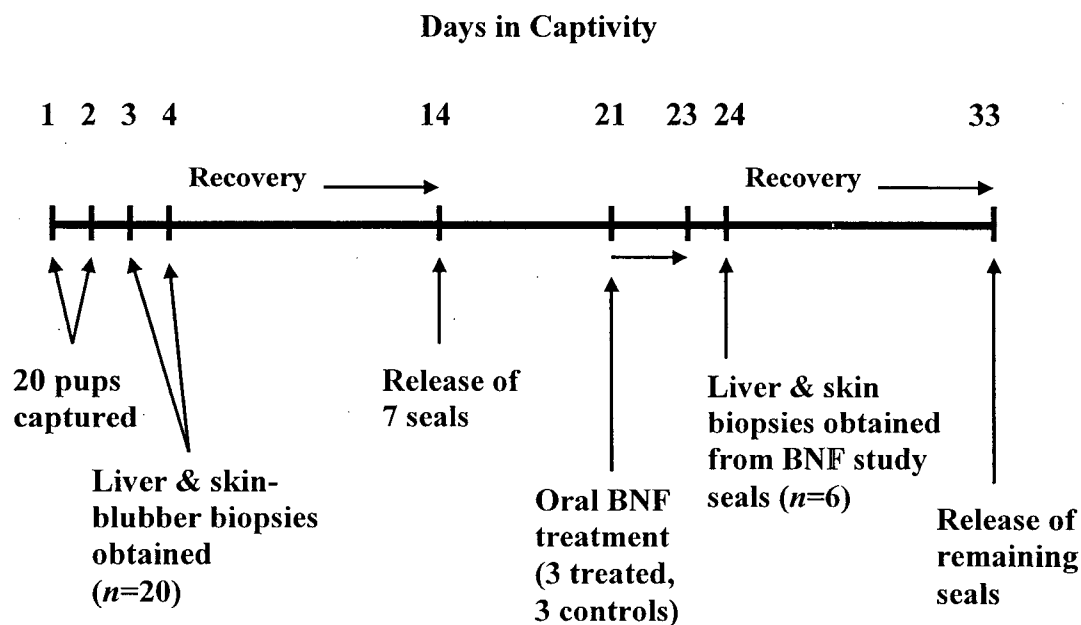 Days in Captivity
1 2 3 4 14 21 23 24 33
Recovery
Recovery
20 pups
captured
Liver & skin-
blubber biopsies
obtained
(n=20)
Release of
7 seals
Oral BNF
treatment
(3 treated,
3 controls)
Liver & skin
biopsies obtained
from BNF study
seals (n=6)
Release of
remaining
seals